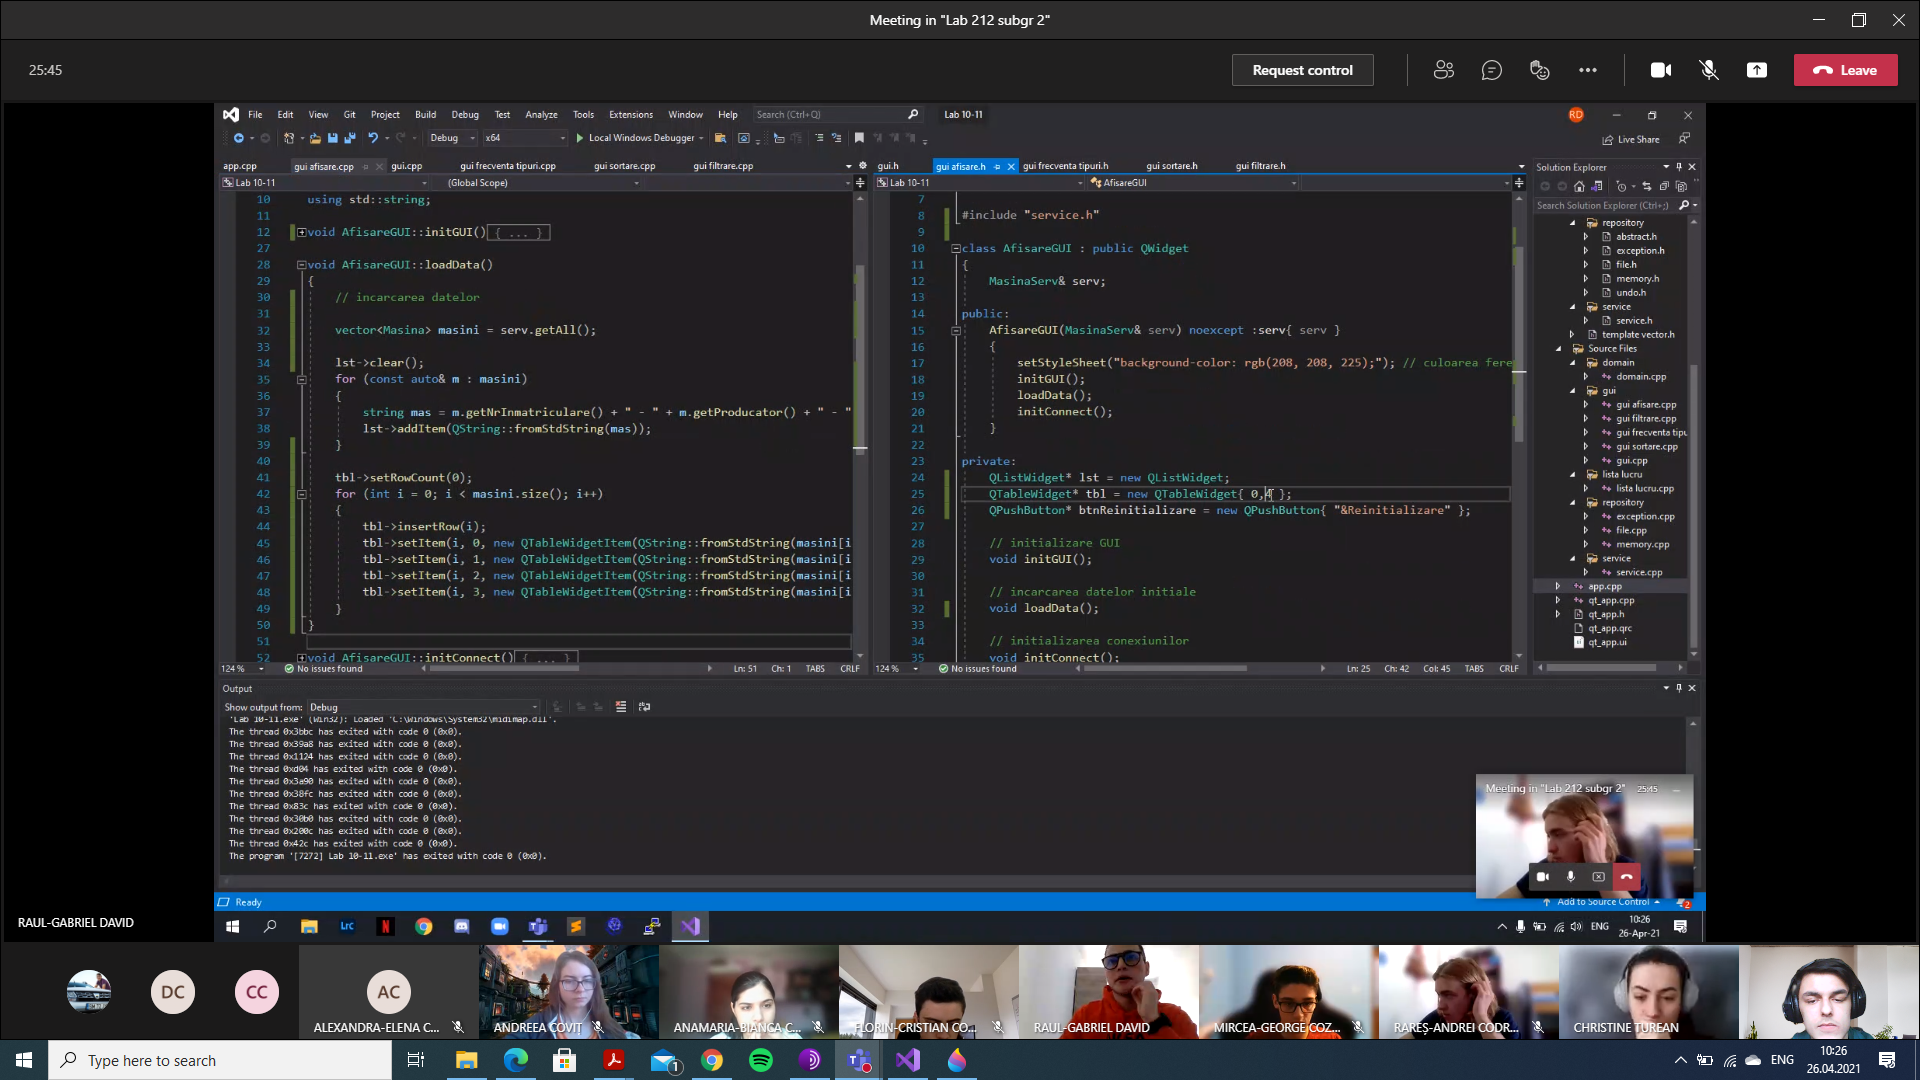 Meeting in "Lab 212 subgr 2"
25:45
Request control
Leave
File Edit View Git Project Build Debug Test Analyze Tools Extensions Window Help Search (Ctrl+Q) Lab 10-11 RD
Debug x64 Local Windows Debugger Live Share
app.cpp gui afisare.cpp gui.cpp gui frecventa tipuri.cpp gui sortare.cpp gui filtrare.cpp
Lab 10-11 (Global Scope)
10 using std::string;
11
12 void AfisareGUI::initGUI(){ ... }
27
28 void AfisareGUI::loadData()
29 {
30 // incarcarea datelor
31
32 vector<Masina> masini = serv.getAll();
33
34 lst->clear();
35 for (const auto& m : masini)
36 {
37 string mas = m.getNrInmatriculare() + " - " + m.getProducator() + " - "
38 lst->addItem(QString::fromStdString(mas));
39 }
40
41 tbl->setRowCount(0);
42 for (int i = 0; i < masini.size(); i++)
43 {
44 tbl->insertRow(i);
45 tbl->setItem(i, 0, new QTableWidgetItem(QString::fromStdString(masini[i
46 tbl->setItem(i, 1, new QTableWidgetItem(QString::fromStdString(masini[i
47 tbl->setItem(i, 2, new QTableWidgetItem(QString::fromStdString(masini[i
48 tbl->setItem(i, 3, new QTableWidgetItem(QString::fromStdString(masini[i
49 }
50 }
51
52 void AfisareGUI::initConnect(){ ... }
124 % No issues found Ln: 51 Ch: 1 TABS CRLF
gui.h gui afisare.h gui frecventa tipuri.h gui sortare.h gui filtrare.h
Lab 10-11 AfisareGUI
7
8 #include "service.h"
9
10 class AfisareGUI : public QWidget
11 {
12 MasinaServ& serv;
13
14 public:
15 AfisareGUI(MasinaServ& serv) noexcept :serv{ serv }
16 {
17 setStyleSheet("background-color: rgb(208, 208, 225);"); // culoarea fere
18 initGUI();
19 loadData();
20 initConnect();
21 }
22
23 private:
24 QListWidget* lst = new QListWidget;
25 QTableWidget* tbl = new QTableWidget{ 0,4 };
26 QPushButton* btnReinitializare = new QPushButton{ "&Reinitializare" };
27
28 // initializare GUI
29 void initGUI();
30
31 // incarcarea datelor initiale
32 void loadData();
33
34 // initializarea conexiunilor
35 void initConnect();
124 % No issues found Ln: 25 Ch: 42 Col: 45 TABS CRLF
Solution Explorer
Search Solution Explorer (Ctrl+;)
repository
abstract.h
exception.h
file.h
memory.h
undo.h
service
service.h
template vector.h
Source Files
domain
domain.cpp
gui
gui afisare.cpp
gui filtrare.cpp
gui frecventa tipu
gui sortare.cpp
gui.cpp
lista lucru
lista lucru.cpp
repository
exception.cpp
file.cpp
memory.cpp
service
service.cpp
app.cpp
qt_app.cpp
qt_app.h
qt_app.qrc
qt_app.ui
Output
Show output from: Debug
'Lab 10-11.exe' (Win32): Loaded 'C:\Windows\System32\midimap.dll'.
The thread 0x3bbc has exited with code 0 (0x0).
The thread 0x39a8 has exited with code 0 (0x0).
The thread 0x1124 has exited with code 0 (0x0).
The thread 0xd04 has exited with code 0 (0x0).
The thread 0x3a90 has exited with code 0 (0x0).
The thread 0x38fc has exited with code 0 (0x0).
The thread 0x83c has exited with code 0 (0x0).
The thread 0x30b0 has exited with code 0 (0x0).
The thread 0x200c has exited with code 0 (0x0).
The thread 0x42c has exited with code 0 (0x0).
The program '[7272] Lab 10-11.exe' has exited with code 0 (0x0).
Meeting in "Lab 212 subgr 2" 25:45
Ready
Add to Source Control 2
RAUL-GABRIEL DAVID
Lrc N
ENG
10:26
26-Apr-21
DC
CC
AC
ALEXANDRA-ELENA C...
ANDREEA COVIT
ANAMARIA-BIANCA C...
FLORIN-CRISTIAN CO...
RAUL-GABRIEL DAVID
MIRCEA-GEORGE COZ...
RAREȘ-ANDREI CODR...
CHRISTINE TUREAN
Type here to search
1
ENG
10:26
26.04.2021